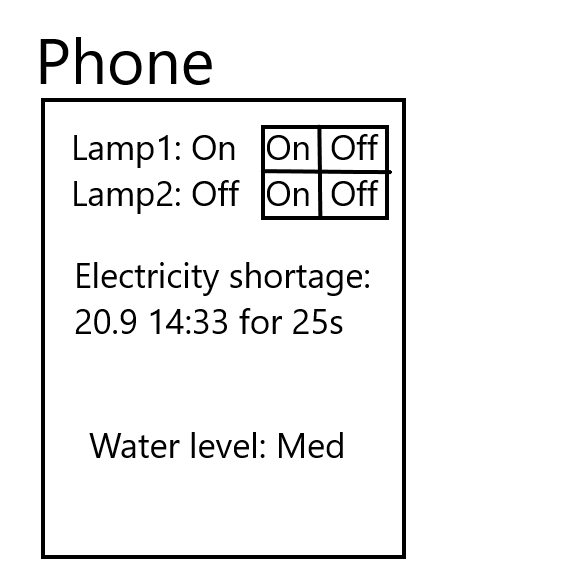 Phone
Lamp1: On On Off
Lamp2: Off On Off
Electricity shortage:
20.9 14:33 for 25s
Water level: Med